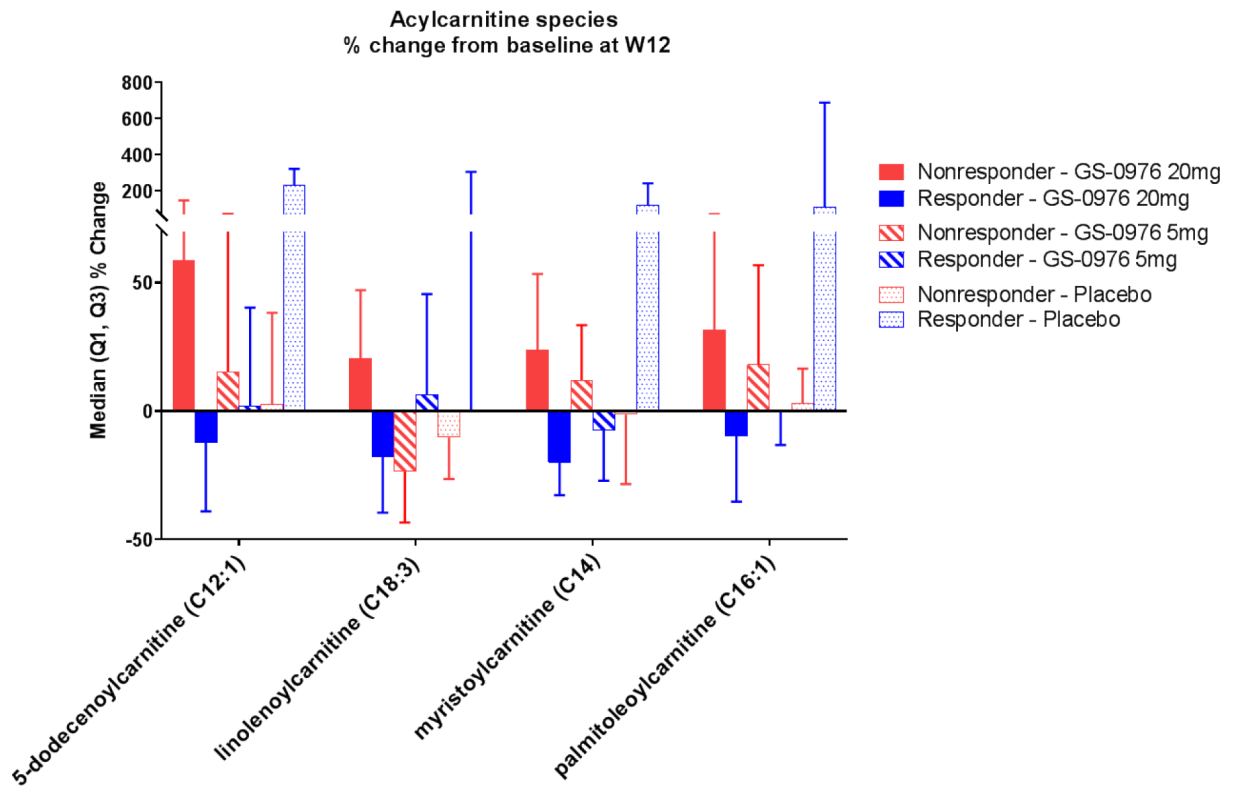 Acylcarnitine species
% change from baseline at W12
Median (Q1, Q3) % Change
800
600
400
200
50
0
-50
5-dodecenoylcarnitine (C12:1)
linolenoylcarnitine (C18:3)
myristoylcarnitine (C14)
palmitoleoylcarnitine (C16:1)
Nonresponder - GS-0976 20mg
Responder - GS-0976 20mg
Nonresponder - GS-0976 5mg
Responder - GS-0976 5mg
Nonresponder - Placebo
Responder - Placebo